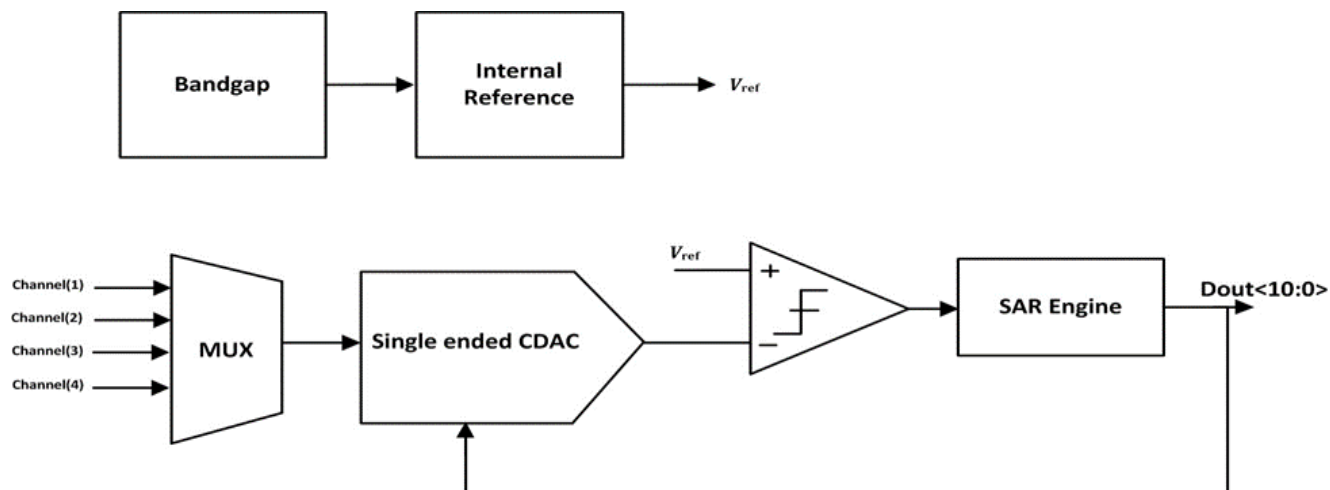 Bandgap
Internal
Reference
Vref
Channel(1)
Channel(2)
Channel(3)
Channel(4)
MUX
Single ended CDAC
Vref
+
−
SAR Engine
Dout<10:0>